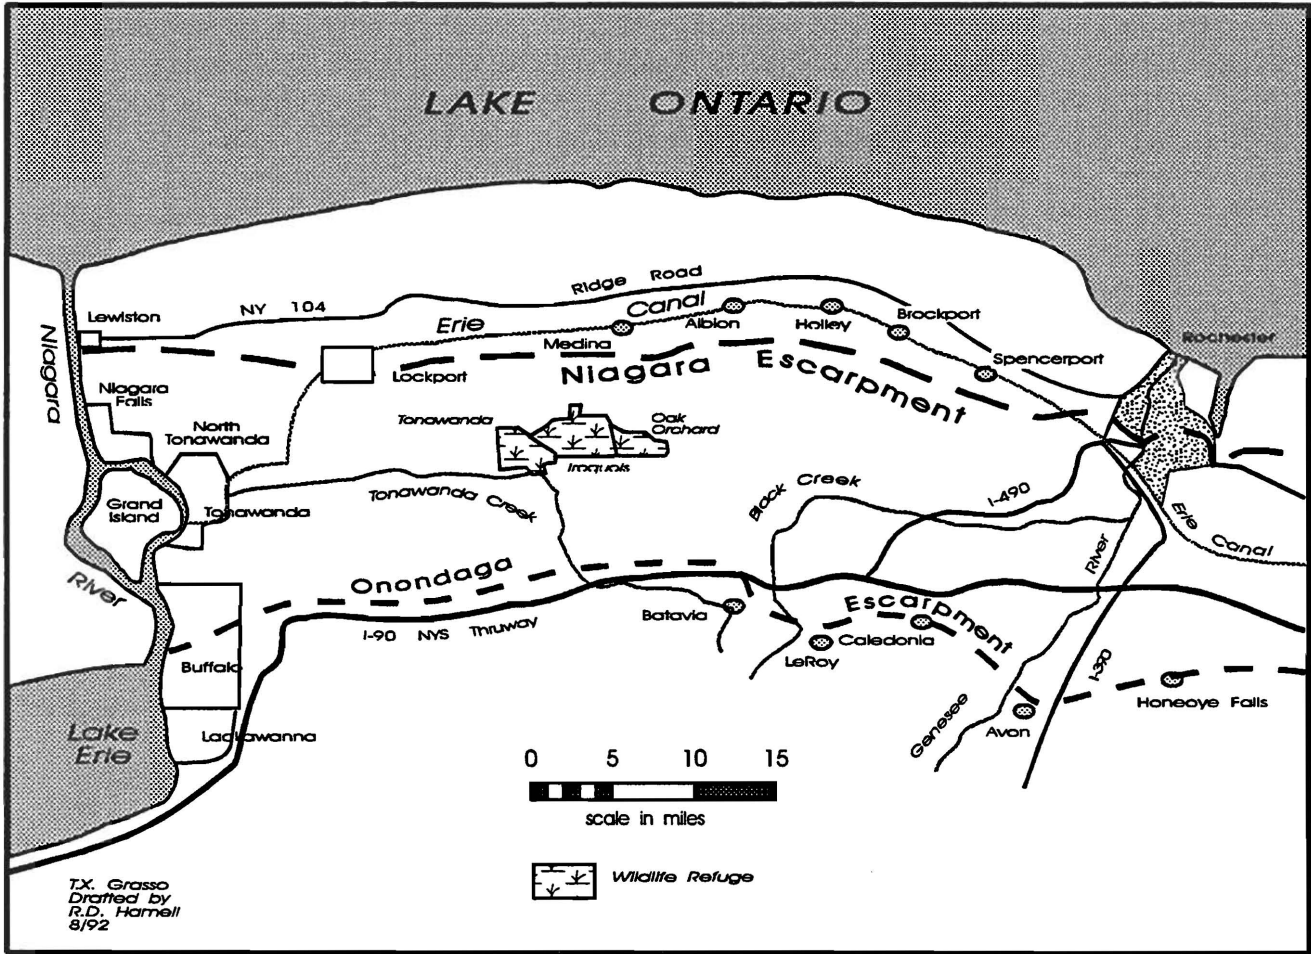 LAKE ONTARIO
Ridge Road
NY 104
Lewiston
Erie Canal
Albion
Holley
Brockport
Medina
Spencerport
Rochester
Niagara
Lockport
Niagara Escarpment
Niagara
Falls
North
Tonawanda
Tonawanda
Oak
Orchard
Iroquois
Grand
Island
Tonawanda
Tonawanda Creek
Black Creek
I-490
Erie Canal
River
River
Onondaga
Escarpment
I-90 NYS Thruway
Batavia
LeRoy
Caledonia
Buffalo
I-390
Honeoye Falls
Genesee
Avon
Lackawanna
Lake
Erie
0 5 10 15
scale in miles
Wildlife Refuge
T.X. Grasso
Drafted by
R.D. Hamell
8/92